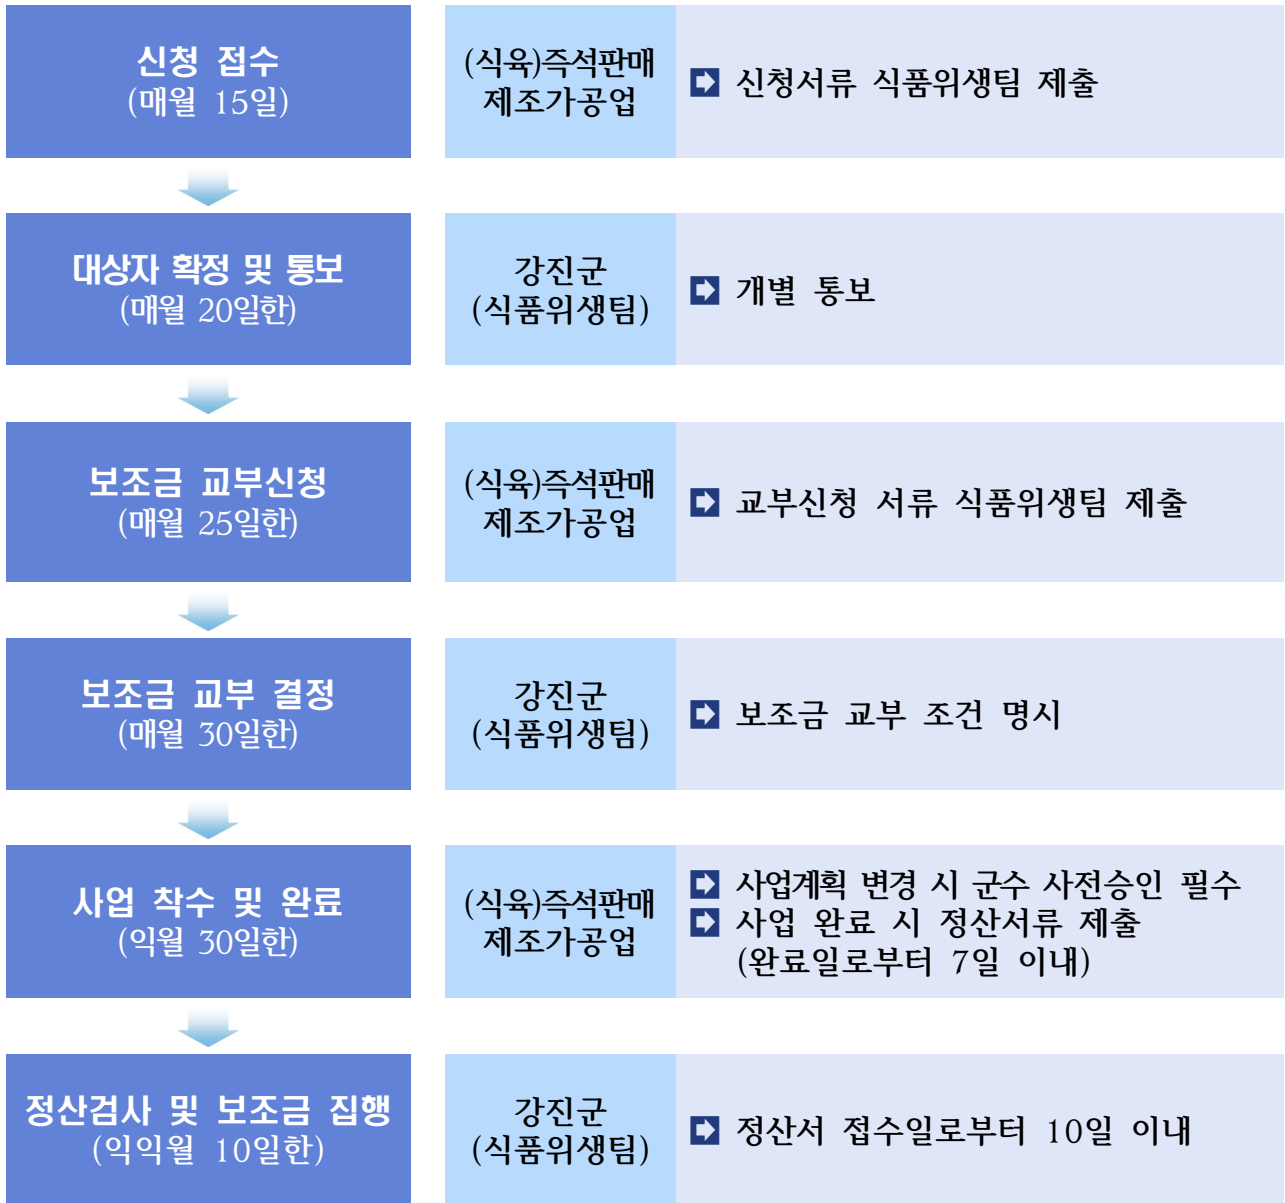 신청 접수
(매월 15일)
(식육)즉석판매
제조가공업
신청서류 식품위생팀 제출
대상자 확정 및 통보
(매월 20일한)
강진군
(식품위생팀)
개별 통보
보조금 교부신청
(매월 25일한)
(식육)즉석판매
제조가공업
교부신청 서류 식품위생팀 제출
보조금 교부 결정
(매월 30일한)
강진군
(식품위생팀)
보조금 교부 조건 명시
사업 착수 및 완료
(익월 30일한)
(식육)즉석판매
제조가공업
사업계획 변경 시 군수 사전승인 필수
사업 완료 시 정산서류 제출
(완료일로부터 7일 이내)
정산검사 및 보조금 집행
(익익월 10일한)
강진군
(식품위생팀)
정산서 접수일로부터 10일 이내